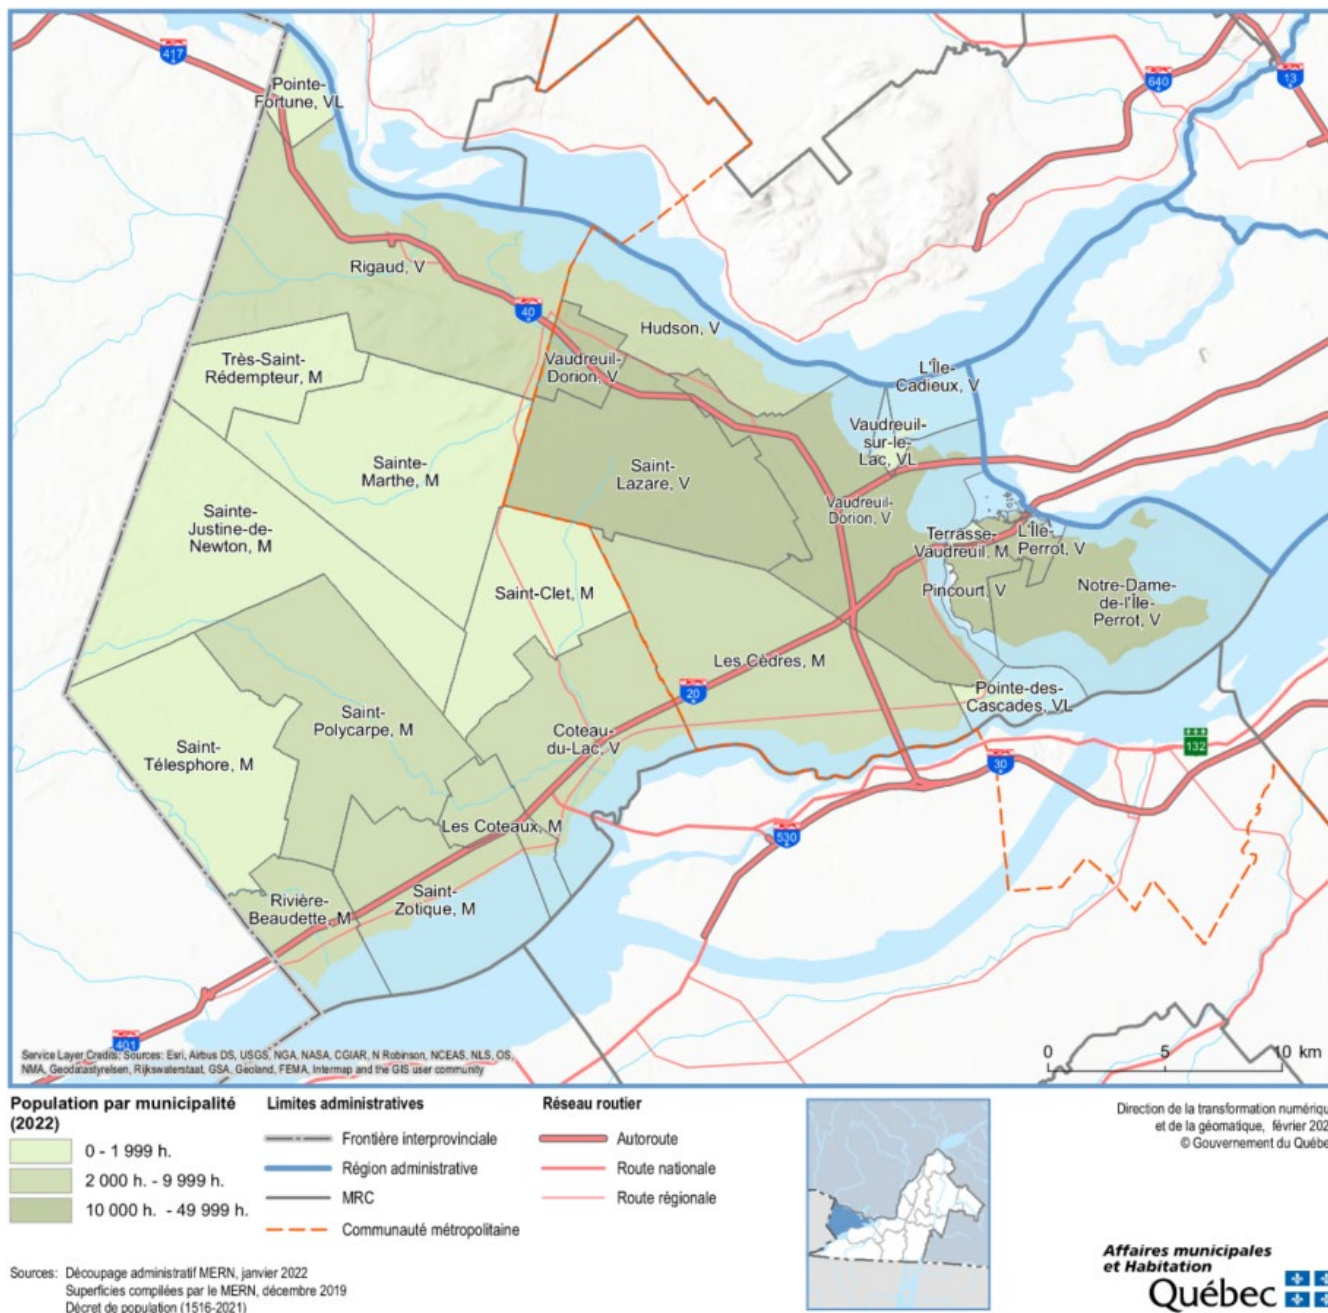 417
Pointe-
Fortune, VL
640
13
Rigaud, V
40
Hudson, V
Très-Saint-
Rédempteur, M
Vaudreuil-
Dorion, V
L'Île-
Cadieux, V
Vaudreuil-
sur-le-
Lac, VL
Sainte-
Marthe, M
Saint-
Lazare, V
Sainte-
Justine-de-
Newton, M
Vaudreuil-
Dorion, V
Terrasse-
Vaudreuil, M
L'Île-
Perrot, V
Saint-Clet, M
Pincourt, V
Notre-Dame-
de-l'Île-
Perrot, V
Les Cèdres, M
20
Pointe-des-
Cascades, VL
Saint-
Polycarpe, M
Coteau-
du-Lac, V
Saint-
Télesphore, M
132
30
Les Coteaux, M
530
Rivière-
Beaudette, M
Saint-
Zotique, M
401
Service Layer Credits: Sources: Esri, Airbus DS, USGS, NGA, NASA, CGIAR, N Robinson, NCEAS, NLS, OS,
NMA, Geodatastyrelsen, Rijkswaterstaat, GSA, Geoland, FEMA, Intermap and the GIS user community
0 5 10 km
Population par municipalité
(2022)
0 - 1 999 h.
2 000 h. - 9 999 h.
10 000 h. - 49 999 h.
Limites administratives
Frontière interprovinciale
Région administrative
MRC
Communauté métropolitaine
Réseau routier
Autoroute
Route nationale
Route régionale
Direction de la transformation numériqu
et de la géomatique, février 202
© Gouvernement du Québe
Sources: Découpage administratif MERN, janvier 2022
Superficies compilées par le MERN, décembre 2019
Décret de population (1516-2021)
Affaires municipales
et Habitation
Québec